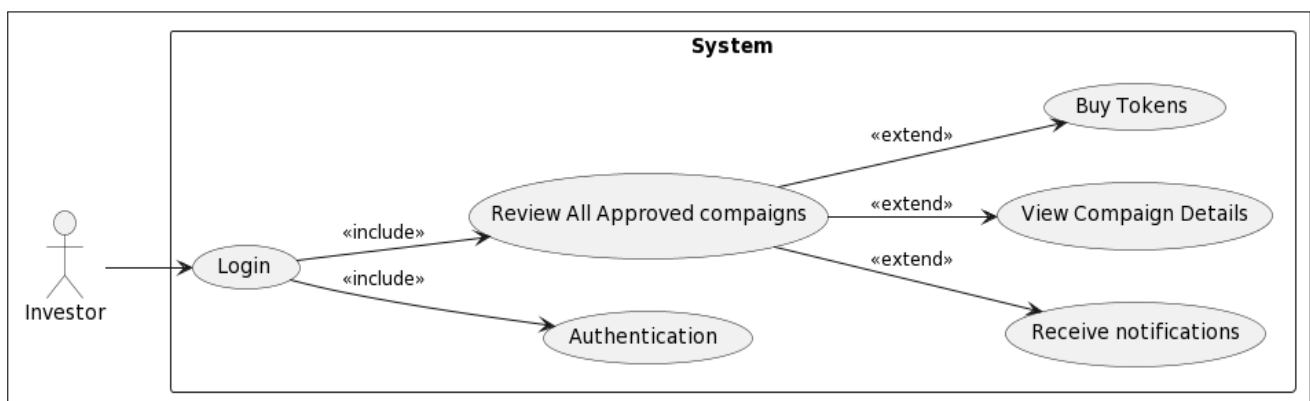 System
Buy Tokens
«extend»
Review All Approved compaigns
«extend»
View Compaign Details
«include»
«extend»
Login
«include»
Investor
Authentication
Receive notifications